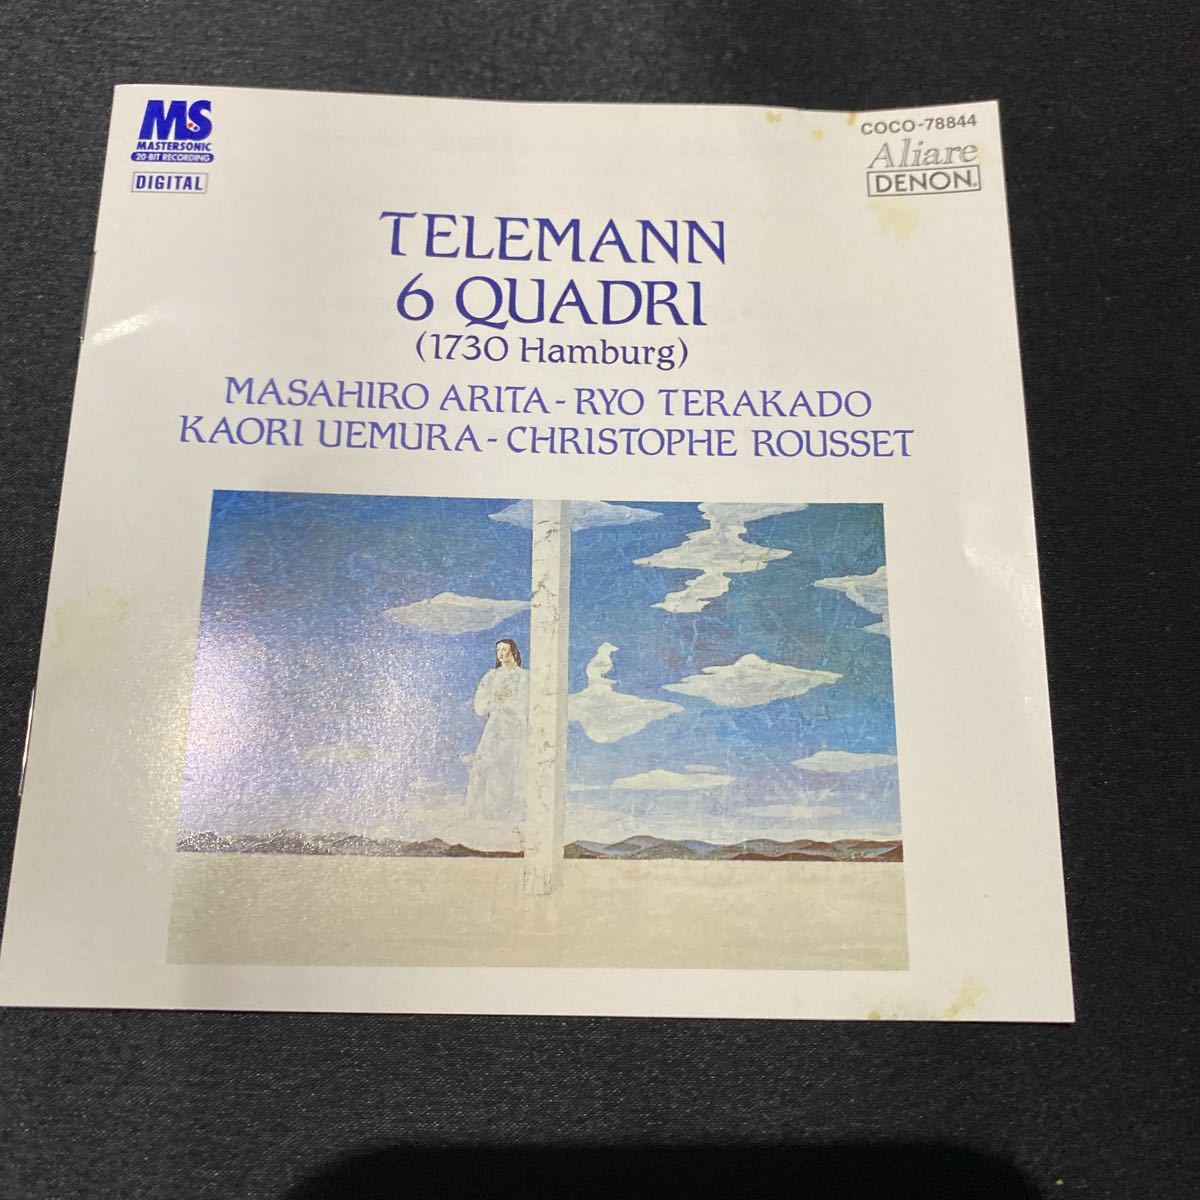 MS
MASTERSONIC
20-BIT RECORDING
DIGITAL
COCO-78844
Aliare
DENON®
TELEMANN
6 QUADRI
(1730 Hamburg)
MASAHIRO ARITA-RYO TERAKADO
KAORI UEMURA-CHRISTOPHE ROUSSET